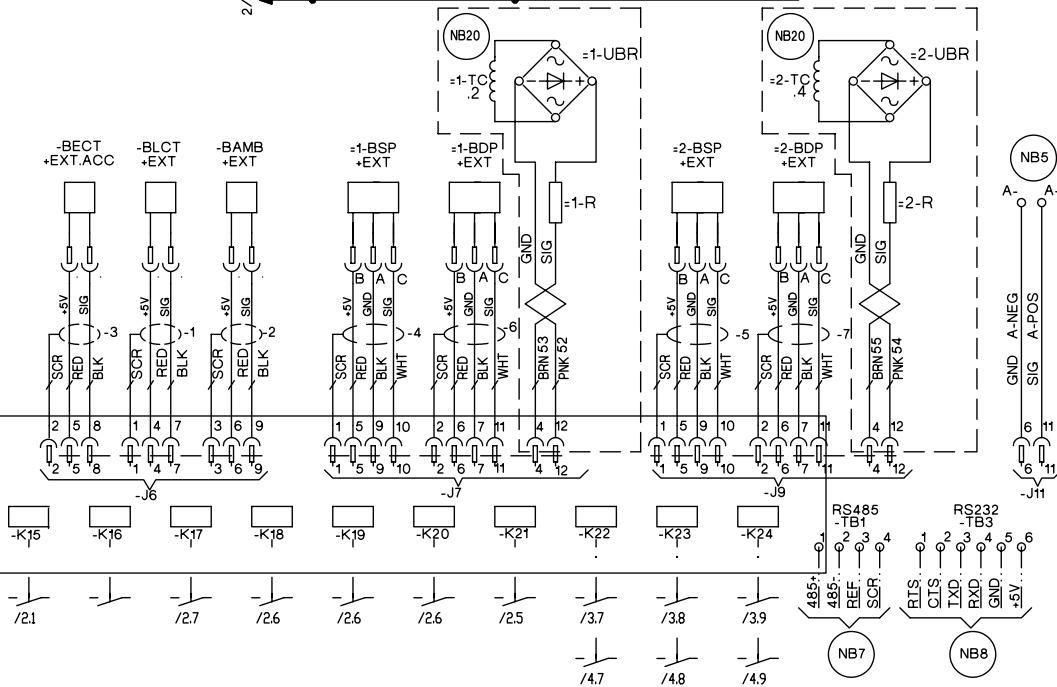 2/
NB20
=1-UBR
=1-TC
.2
NB20
=2-UBR
=2-TC
.4
-BECT
+EXT.ACC
-BLCT
+EXT
-BAMB
+EXT
=1-BSP
+EXT
=1-BDP
+EXT
=2-BSP
+EXT
=2-BDP
+EXT
NB5
A- A-
=1-R
=2-R
GND SIG GND SIG
B A C B A C B A C B A C
+5V SIG +5V SIG +5V SIG +5V GND SIG +5V GND SIG +5V GND SIG +5V GND SIG
A-NEG A-POS
-3 -1 -2 -4 -6 -5 -7
SCR RED BLK SCR RED BLK SCR RED BLK SCR RED BLK WHT SCR RED BLK WHT BRN 53 PNK 52 SCR RED BLK WHT SCR RED BLK WHT BRN 55 PNK 54 GND SIG
2 5 8 1 4 7 3 6 9 1 5 9 10 2 6 7 11 4 12 1 5 9 10 2 6 7 11 4 12 6 11
2 5 8 1 4 7 3 6 9 1 5 9 10 2 6 7 11 4 12 1 5 9 10 2 6 7 11 4 12 6 11
-J6 -J7 -J9 -J11
-K15 -K16 -K17 -K18 -K19 -K20 -K21 -K22 -K23 -K24
RS485
-TB1
1 2 3 4
485+ 485- REF SCR
NB7
RS232
-TB3
1 2 3 4 5 6
RTS CTS TXD RXD GND +5V
NB8
/2.1 /2.7 /2.6 /2.6 /2.6 /2.5 /3.7 /3.8 /3.9
/4.7 /4.8 /4.9